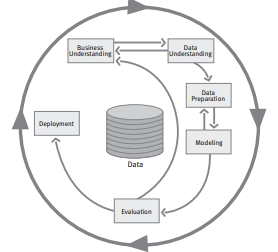 Business
Understanding
Data
Understanding
Data
Preparation
Modeling
Deployment
Data
Evaluation